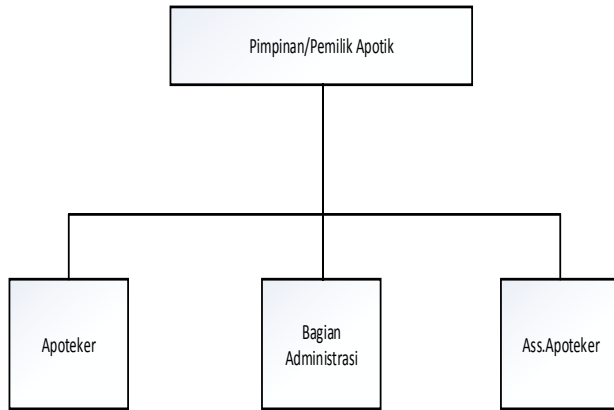 Pimpinan/Pemilik Apotik
Apoteker
Bagian
Administrasi
Ass.Apoteker